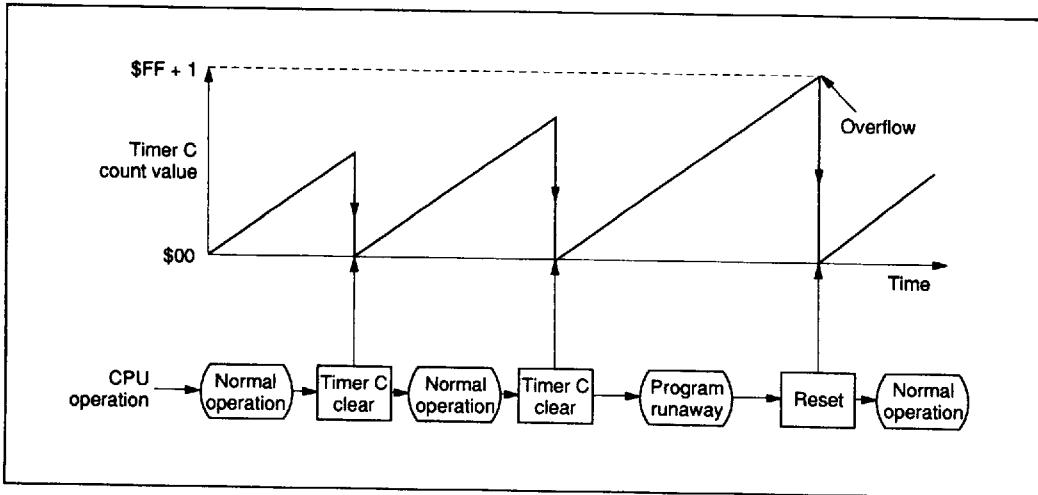 $FF + 1
Overflow
Timer C
count value
$00
Time
CPU
operation
Normal
operation
Timer C
clear
Normal
operation
Timer C
clear
Program
runaway
Reset
Normal
operation